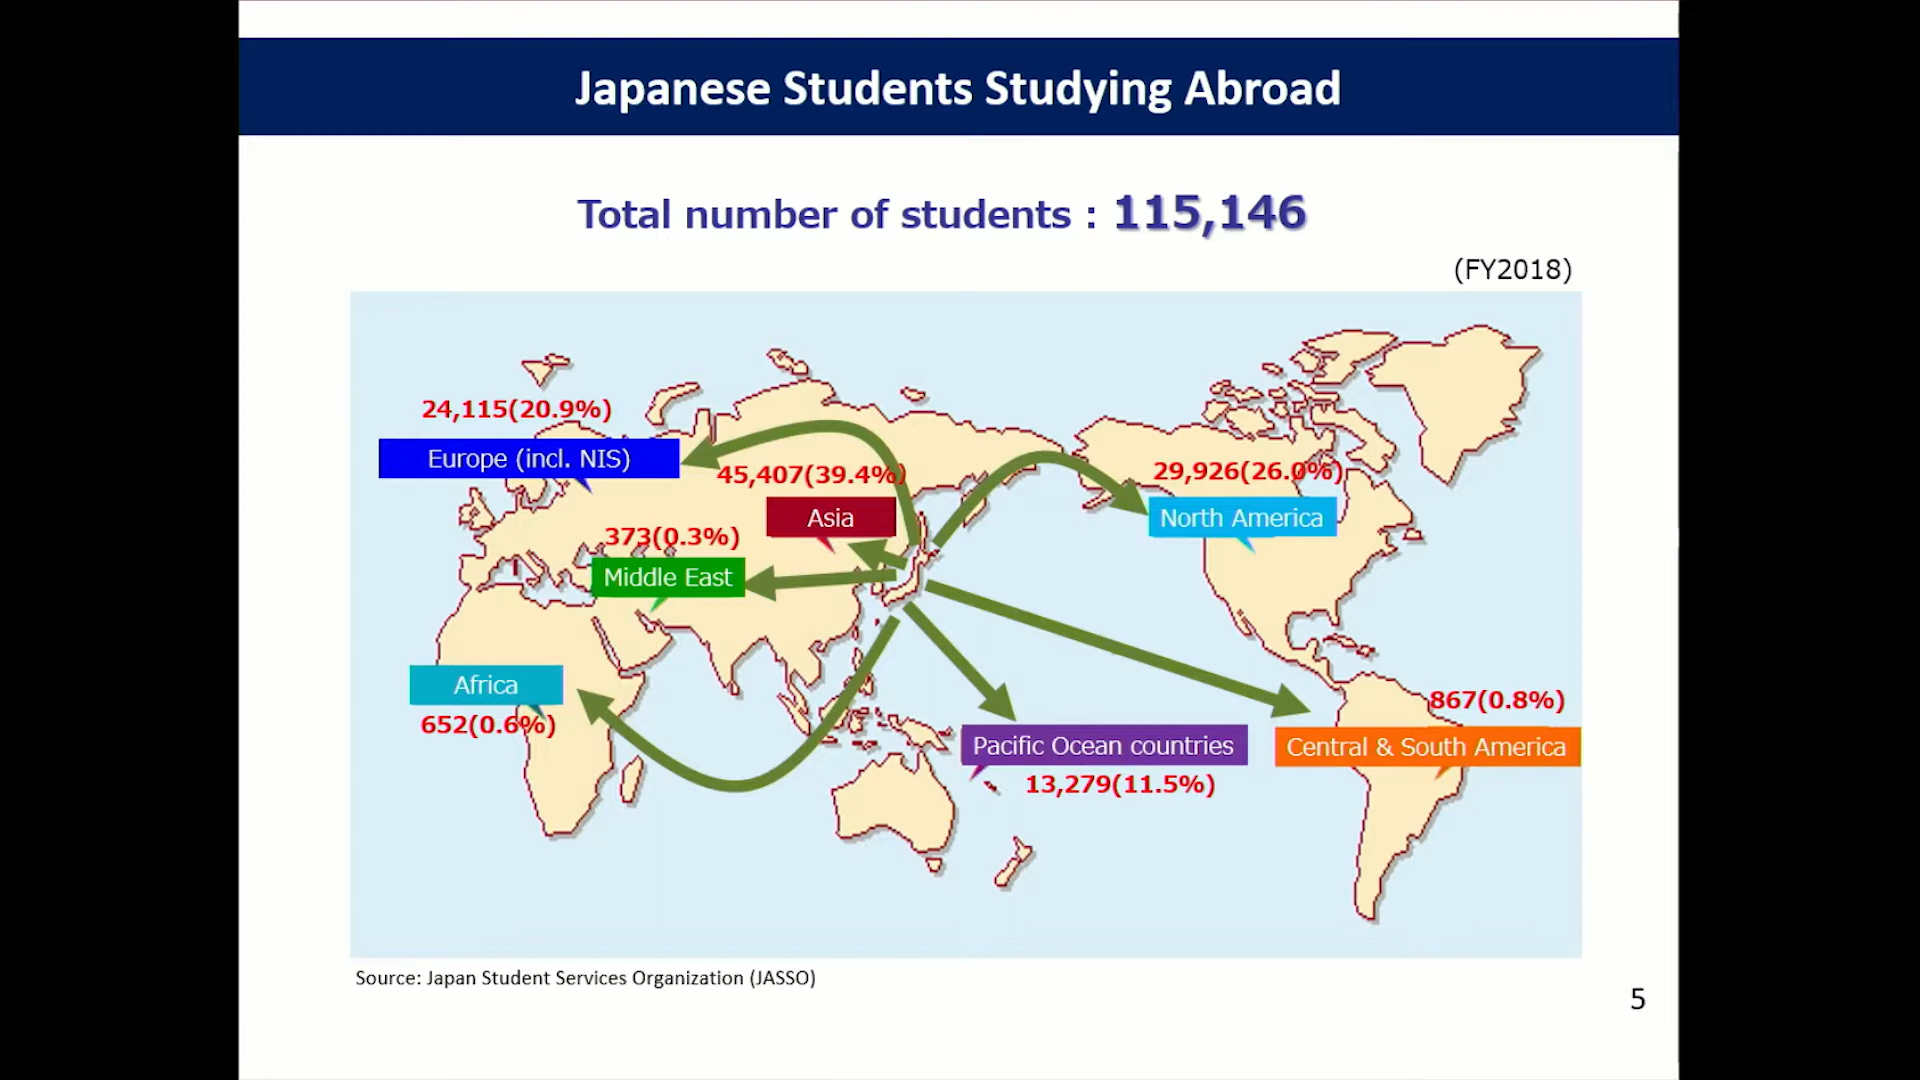 Japanese Students Studying Abroad
Total number of students : 115,146
(FY2018)
24,115(20.9%)
Europe (incl. NIS)
45,407(39.4%)
Asia
29,926(26.0%)
North America
373(0.3%)
Middle East
Africa
652(0.6%)
867(0.8%)
Central & South America
Pacific Ocean countries
13,279(11.5%)
Source: Japan Student Services Organization (JASSO)
5